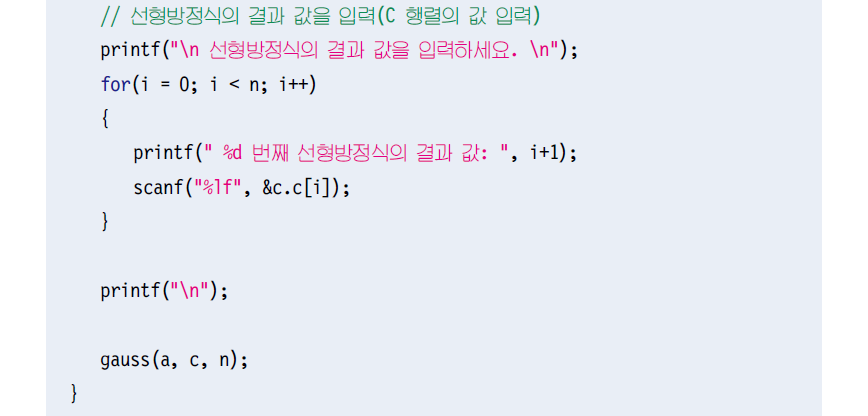 // 선형방정식의 결과 값을 입력(C 행렬의 값 입력)
printf("\n 선형방정식의 결과 값을 입력하세요. \n");
for(i = 0; i < n; i++)
{
printf(" %d 번째 선형방정식의 결과 값: ", i+1);
scanf("%lf", &c.c[i]);
}
printf("\n");
gauss(a, c, n);
}